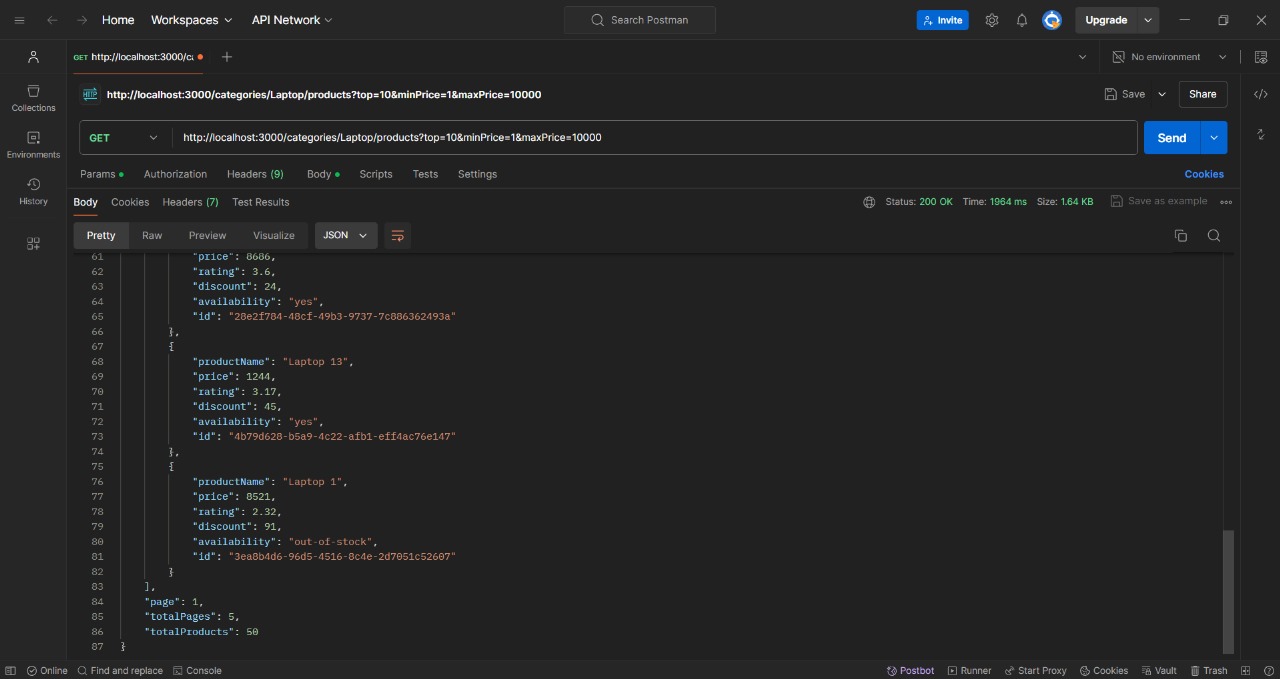 Home Workspaces API Network Search Postman Invite Upgrade
GET http://localhost:3000/ca No environment
Collections
Environments
History
HTTP http://localhost:3000/categories/Laptop/products?top=10&minPrice=1&maxPrice=10000 Save Share
GET http://localhost:3000/categories/Laptop/products?top=10&minPrice=1&maxPrice=10000 Send
Params Authorization Headers (9) Body Scripts Tests Settings Cookies
Body Cookies Headers (7) Test Results Status: 200 OK Time: 1964 ms Size: 1.64 KB Save as example
Pretty Raw Preview Visualize JSON
61 "price": 8686,
62 "rating": 3.6,
63 "discount": 24,
64 "availability": "yes",
65 "id": "28e2f784-48cf-49b3-9737-7c886362493a"
66 },
67 {
68 "productName": "Laptop 13",
69 "price": 1244,
70 "rating": 3.17,
71 "discount": 45,
72 "availability": "yes",
73 "id": "4b79d628-b5a9-4c22-afb1-eff4ac76e147"
74 },
75 {
76 "productName": "Laptop 1",
77 "price": 8521,
78 "rating": 2.32,
79 "discount": 91,
80 "availability": "out-of-stock",
81 "id": "3ea8b4d6-96d5-4516-8c4e-2d7051c52607"
82 }
83 ],
84 "page": 1,
85 "totalPages": 5,
86 "totalProducts": 50
87 }
Online Find and replace Console Postbot Runner Start Proxy Cookies Vault Trash